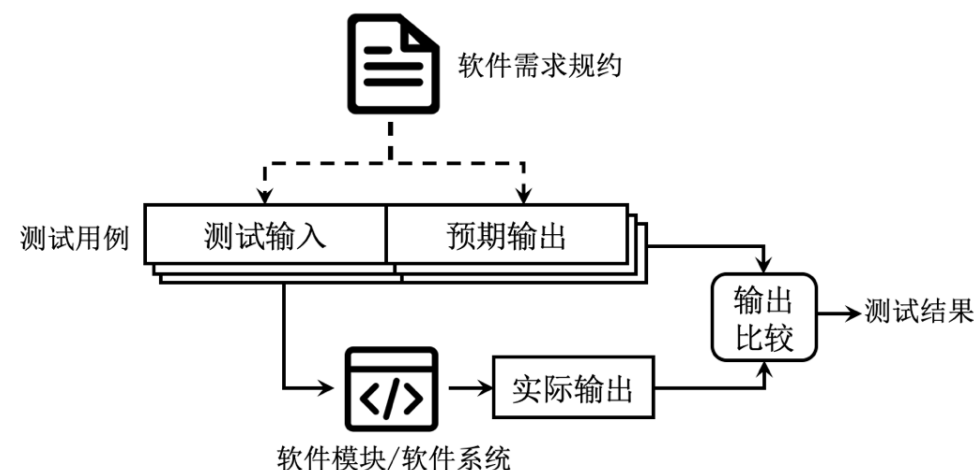 软件需求规约
测试用例
测试输入
预期输出
输出
比较
测试结果
</>
实际输出
软件模块/软件系统